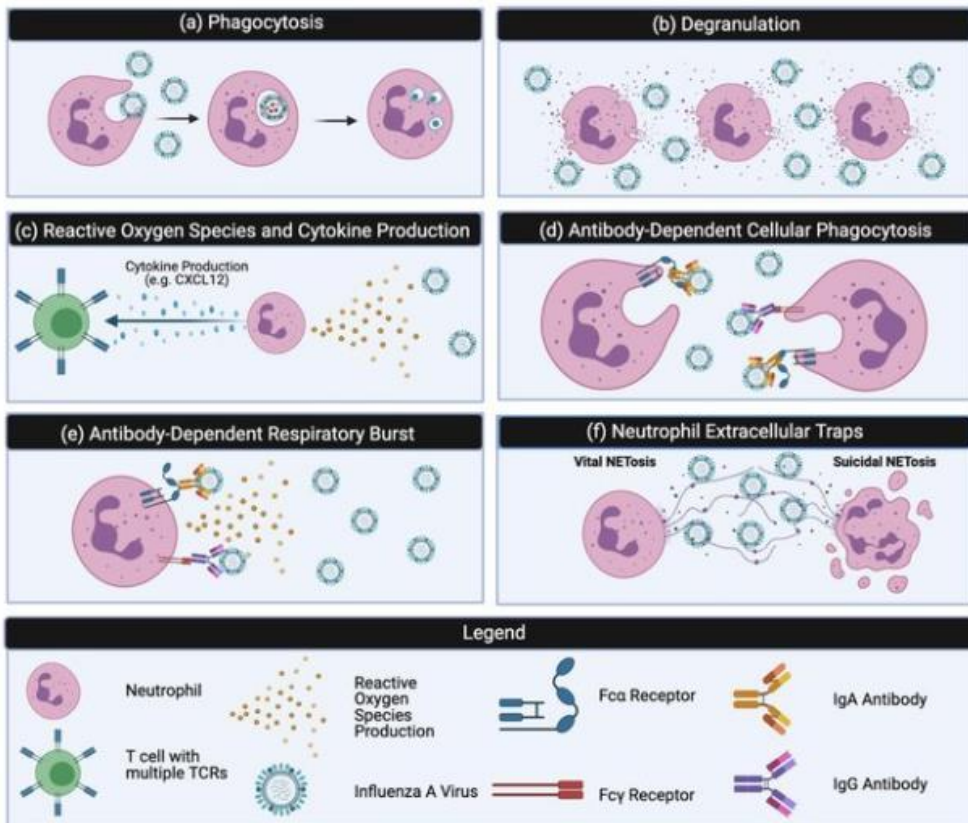 (a) Phagocytosis
(b) Degranulation
(c) Reactive Oxygen Species and Cytokine Production
Cytokine Production
(e.g. CXCL12)
(d) Antibody-Dependent Cellular Phagocytosis
(e) Antibody-Dependent Respiratory Burst
(f) Neutrophil Extracellular Traps
Vital NETosis
Suicidal NETosis
Legend
Neutrophil
Reactive
Oxygen
Species
Production
Fcα Receptor
IgA Antibody
T cell with
multiple TCRs
Influenza A Virus
Fcγ Receptor
IgG Antibody